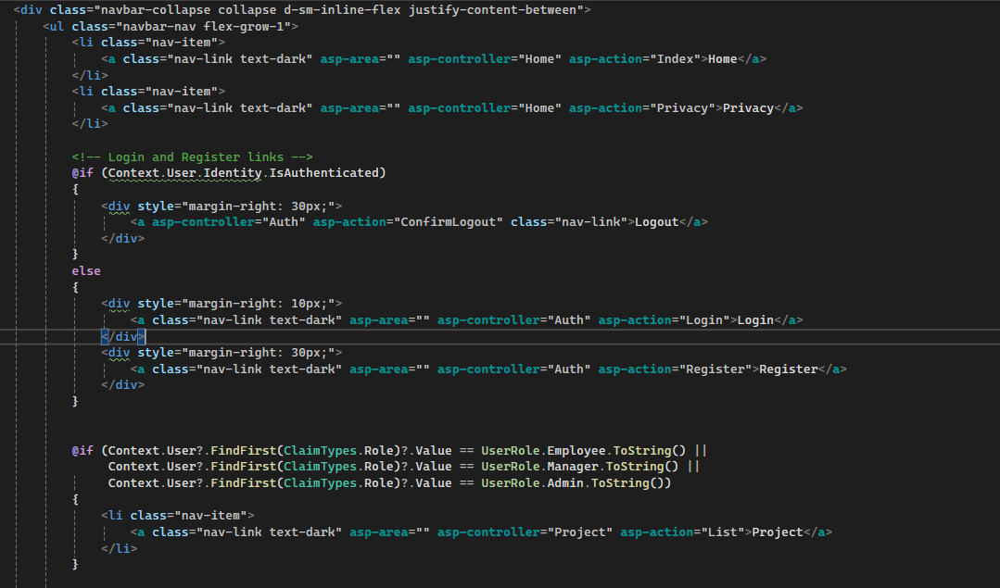 <div class="navbar-collapse collapse d-sm-inline-flex justify-content-between">
<ul class="navbar-nav flex-grow-1">
<li class="nav-item">
<a class="nav-link text-dark" asp-area="" asp-controller="Home" asp-action="Index">Home</a>
</li>
<li class="nav-item">
<a class="nav-link text-dark" asp-area="" asp-controller="Home" asp-action="Privacy">Privacy</a>
</li>
<!-- Login and Register links -->
@if (Context.User.Identity.IsAuthenticated)
{
<div style="margin-right: 30px;">
<a asp-controller="Auth" asp-action="ConfirmLogout" class="nav-link">Logout</a>
</div>
}
else
{
<div style="margin-right: 10px;">
<a class="nav-link text-dark" asp-area="" asp-controller="Auth" asp-action="Login">Login</a>
</div>
<div style="margin-right: 30px;">
<a class="nav-link text-dark" asp-area="" asp-controller="Auth" asp-action="Register">Register</a>
</div>
}
@if (Context.User?.FindFirst(ClaimTypes.Role)?.Value == UserRole.Employee.ToString() ||
Context.User?.FindFirst(ClaimTypes.Role)?.Value == UserRole.Manager.ToString() ||
Context.User?.FindFirst(ClaimTypes.Role)?.Value == UserRole.Admin.ToString())
{
<li class="nav-item">
<a class="nav-link text-dark" asp-area="" asp-controller="Project" asp-action="List">Project</a>
</li>
}